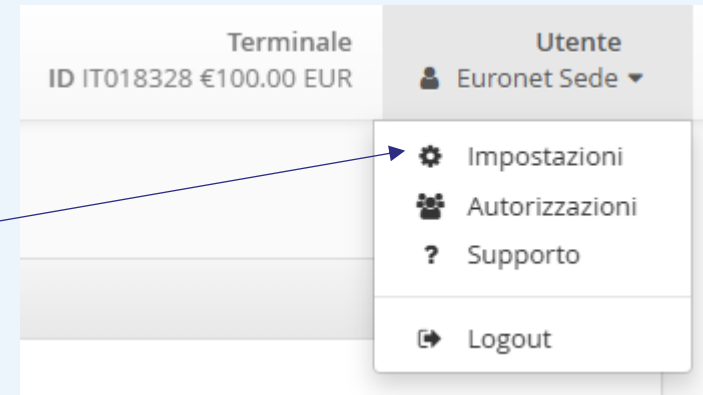 Terminale
ID IT018328 €100.00 EUR
Utente
Euronet Sede
Impostazioni
Autorizzazioni
? Supporto
Logout